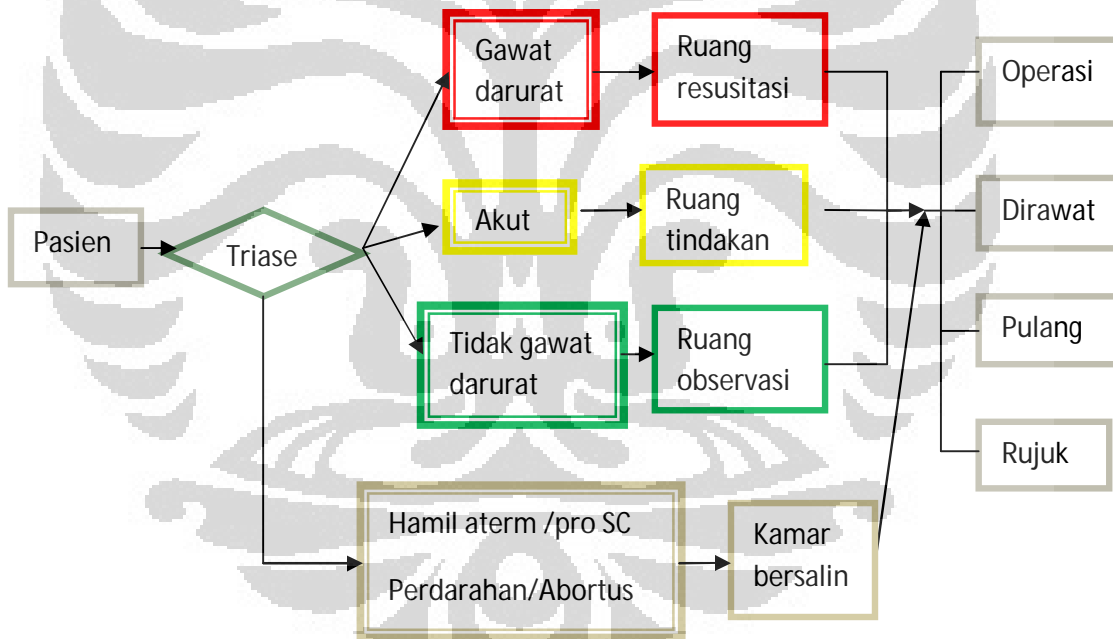 Pasien
Triase
Gawat
darurat
Ruang
resusitasi
Akut
Ruang
tindakan
Tidak gawat
darurat
Ruang
observasi
Hamil aterm /pro SC
Perdarahan/Abortus
Kamar
bersalin
Operasi
Dirawat
Pulang
Rujuk